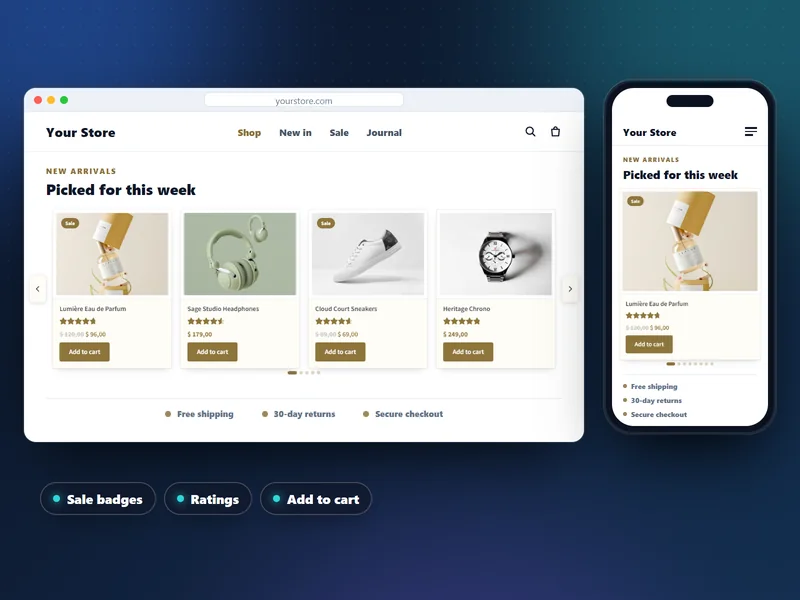 yourstore.com
Your Store
Shop New in Sale Journal
NEW ARRIVALS
Picked for this week
Sale
Lumière Eau de Parfum
$ 120,00 $ 96,00
Add to cart
Sage Studio Headphones
$ 179,00
Add to cart
Sale
Cloud Court Sneakers
$ 69,00
Add to cart
Heritage Chrono
$ 249,00
Add to cart
Free shipping
30-day returns
Secure checkout
Your Store
NEW ARRIVALS
Picked for this week
Sale
Lumière Eau de Parfum
$ 120,00 $ 96,00
Add to cart
Free shipping
30-day returns
Secure checkout
Sale badges
Ratings
Add to cart